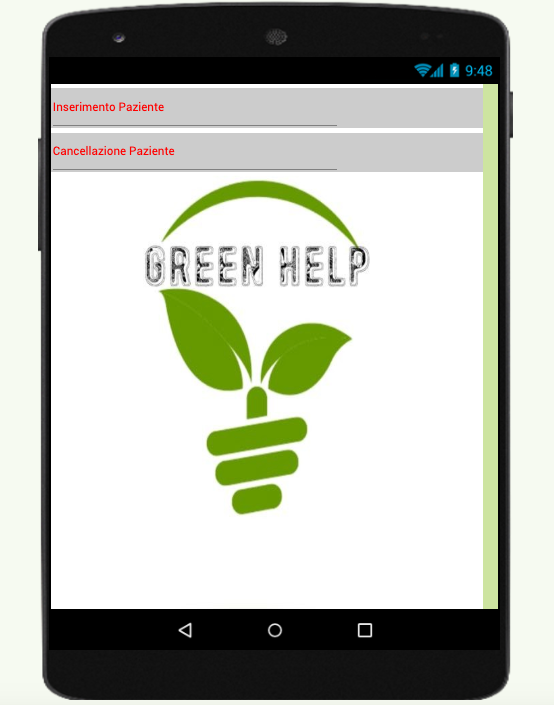 9:48
Inserimento Paziente
Cancellazione Paziente
GREEN HELP